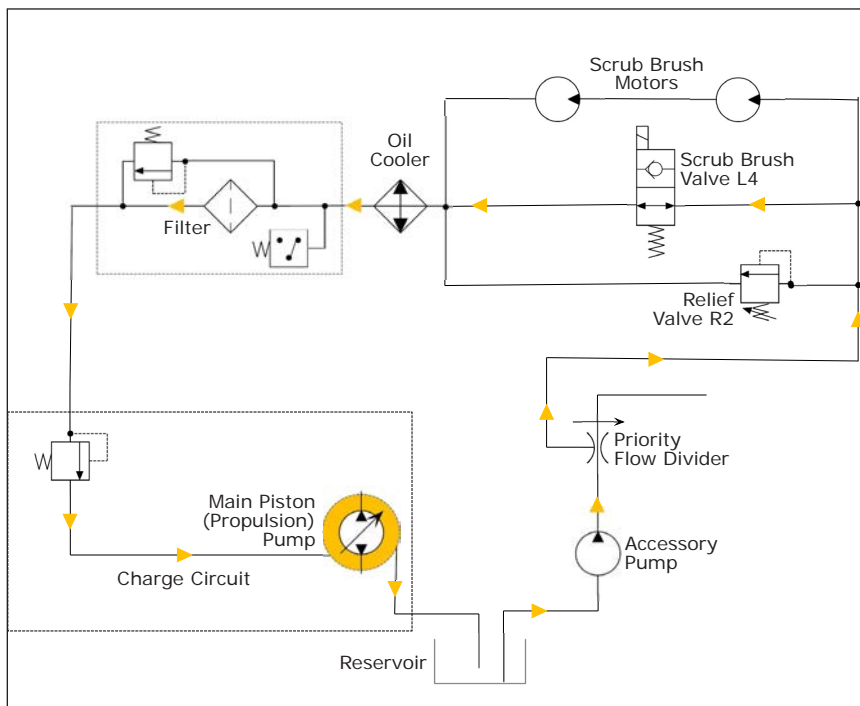 Scrub Brush
Motors
Oil
Cooler
Scrub Brush
Valve L4
Filter
Relief
Valve R2
Priority
Flow Divider
Main Piston
(Propulsion)
Pump
Accessory
Pump
Charge Circuit
Reservoir